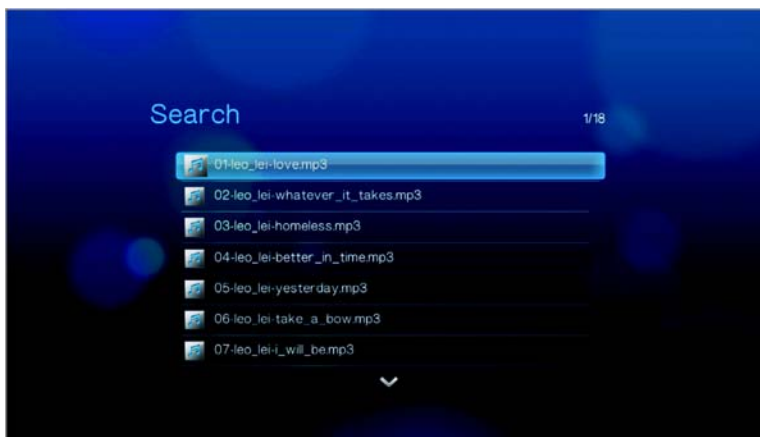 Search
1/18
01-leo_lei-love.mp3
02-leo_lei-whatever_it_takes.mp3
03-leo_lei-homeless.mp3
04-leo_lei-better_in_time.mp3
05-leo_lei-yesterday.mp3
06-leo_lei-take_a_bow.mp3
07-leo_lei-i_will_be.mp3